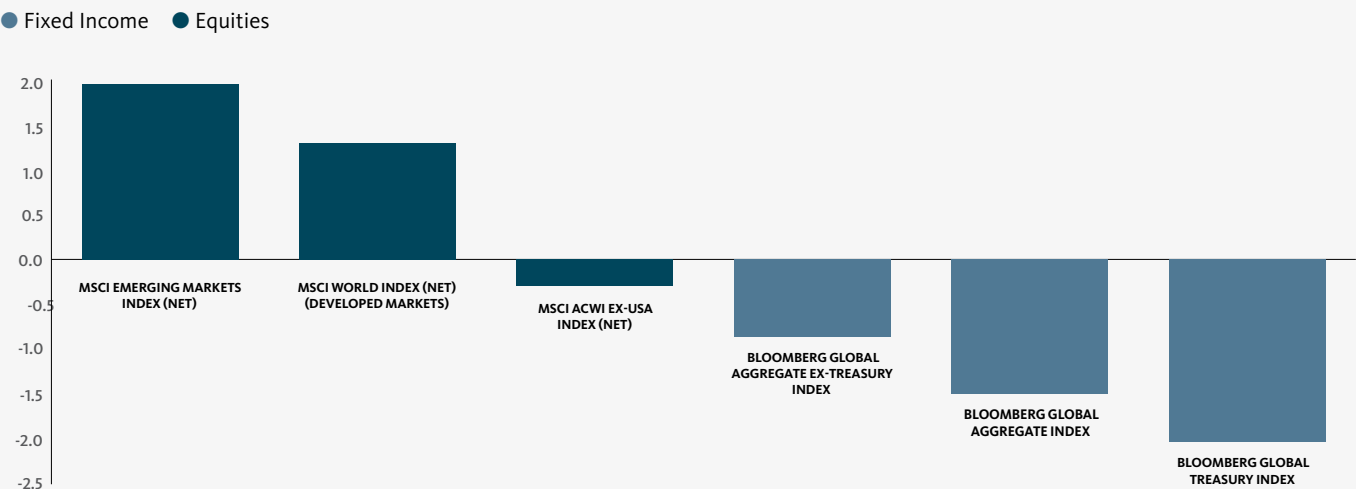 Fixed Income
Equities
2.0
1.5
1.0
0.5
0.0
-0.5
-1.0
-1.5
-2.0
-2.5
MSCI EMERGING MARKETS
INDEX (NET)
MSCI WORLD INDEX (NET)
(DEVELOPED MARKETS)
MSCI ACWI EX-USA
INDEX (NET)
BLOOMBERG GLOBAL
AGGREGATE EX-TREASURY
INDEX
BLOOMBERG GLOBAL
AGGREGATE INDEX
BLOOMBERG GLOBAL
TREASURY INDEX